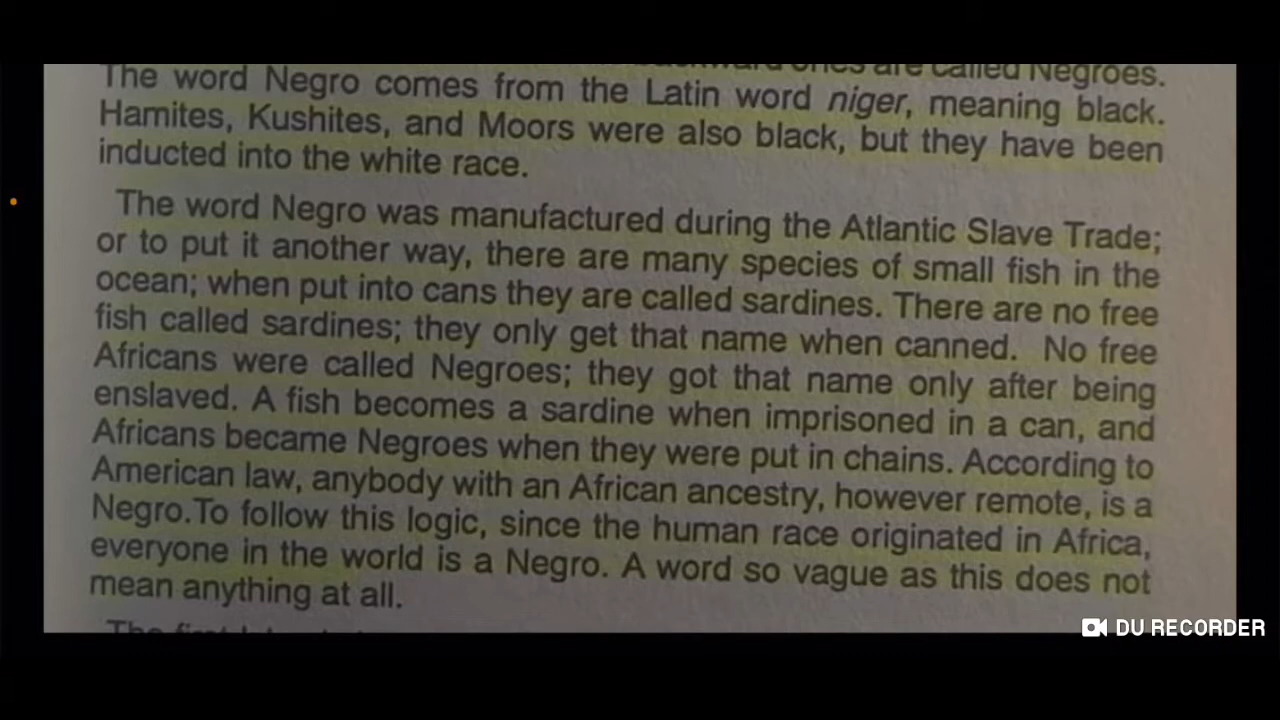 backward ones are called Negroes.
The word Negro comes from the Latin word niger, meaning black.
Hamites, Kushites, and Moors were also black, but they have been
inducted into the white race.
The word Negro was manufactured during the Atlantic Slave Trade;
or to put it another way, there are many species of small fish in the
ocean; when put into cans they are called sardines. There are no free
fish called sardines; they only get that name when canned. No free
Africans were called Negroes; they got that name only after being
enslaved. A fish becomes a sardine when imprisoned in a can, and
Africans became Negroes when they were put in chains. According to
American law, anybody with an African ancestry, however remote, is a
Negro.To follow this logic, since the human race originated in Africa,
everyone in the world is a Negro. A word so vague as this does not
mean anything at all.
The first
DU RECORDER